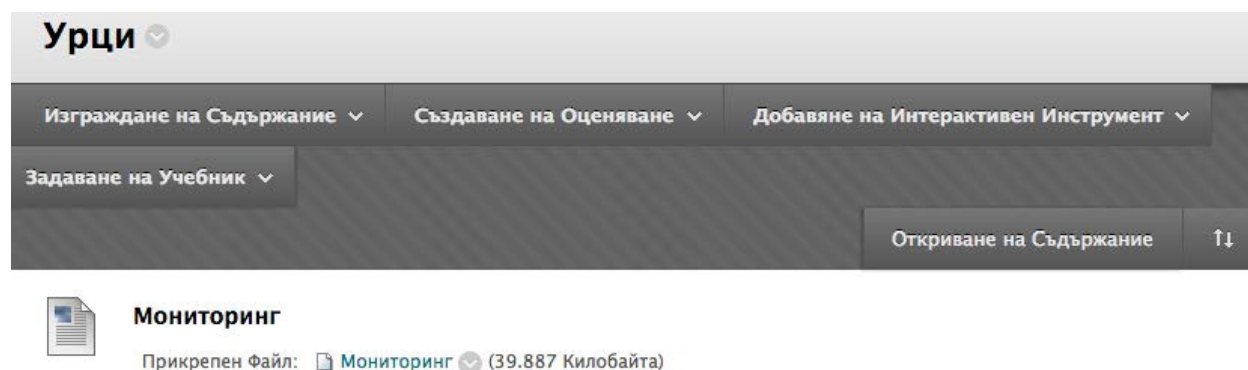 Урци
Изграждане на Съдържание Създаване на Оценяване Добавяне на Интерактивен Инструмент
Задаване на Учебник
Откриване на Съдържание
Мониторинг
Прикрепен Файл: Мониторинг (39.887 Килобайта)